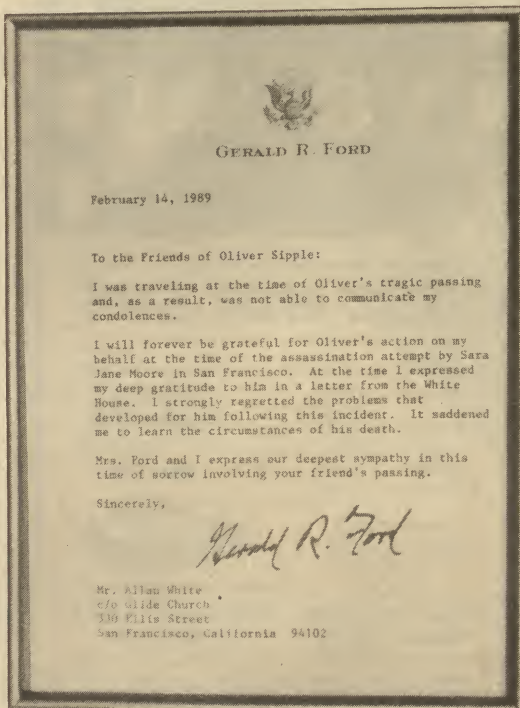 GERALD R. FORD
February 14, 1989
To the Friends of Oliver Sipple:
I was traveling at the time of Oliver's tragic passing
and, as a result, was not able to communicate my
condolences.
I will forever be grateful for Oliver's action on my
behalf at the time of the assassination attempt by Sara
Jane Moore in San Francisco. At the time I expressed
my deep gratitude to him in a letter from the White
House. I strongly regretted the problems that
developed for him following this incident. It saddened
me to learn the circumstances of his death.
Mrs. Ford and I express our deepest sympathy in this
time of sorrow involving your friend's passing.
Sincerely,
Gerald R. Ford
Mr. Allan White
c/o Glide Church
330 Ellis Street
San Francisco, California 94102